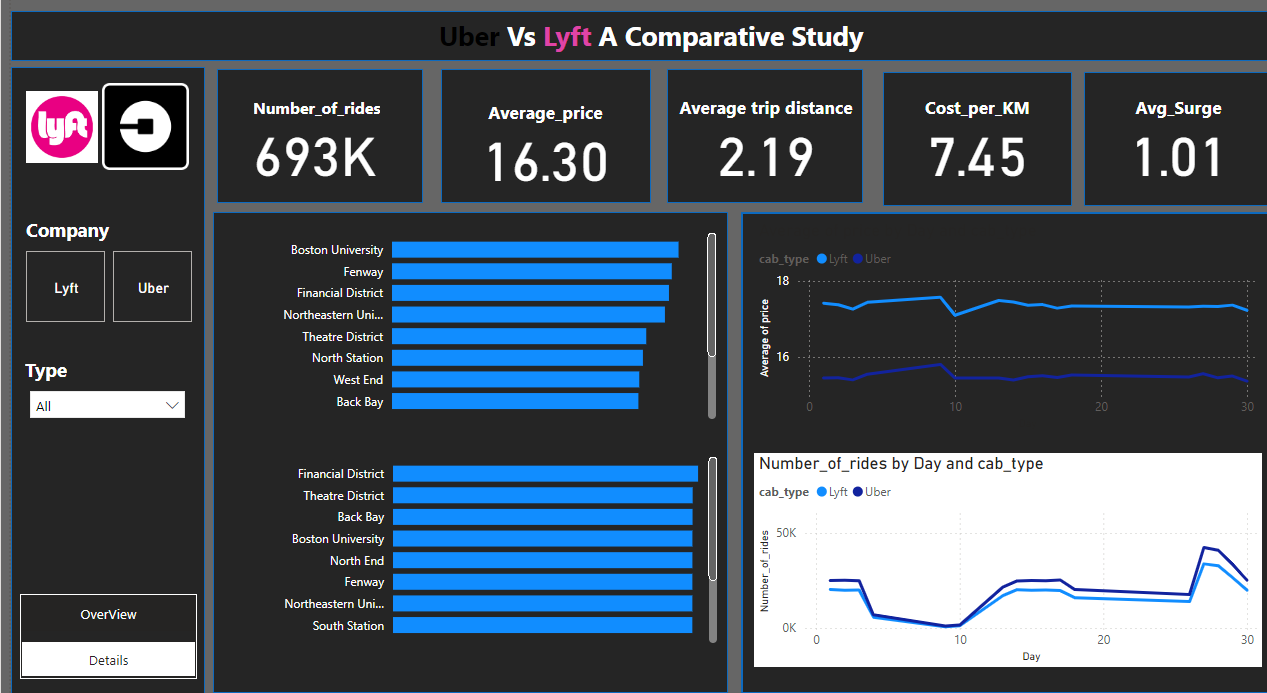 Uber Vs Lyft A Comparative Study
lyft
Company
Lyft
Uber
Type
All
OverView
Details
Number_of_rides
693K
Average_price
16.30
Average trip distance
2.19
Cost_per_KM
7.45
Avg_Surge
1.01
Boston University
Fenway
Financial District
Northeastern Uni...
Theatre District
North Station
West End
Back Bay
Financial District
Theatre District
Back Bay
Boston University
North End
Fenway
Northeastern Uni...
South Station
cab_type Lyft Uber
Average of price
18
16
0 10 20 30
Number_of_rides by Day and cab_type
cab_type Lyft Uber
Number_of_rides
50K
0K
0 10 20 30
Day